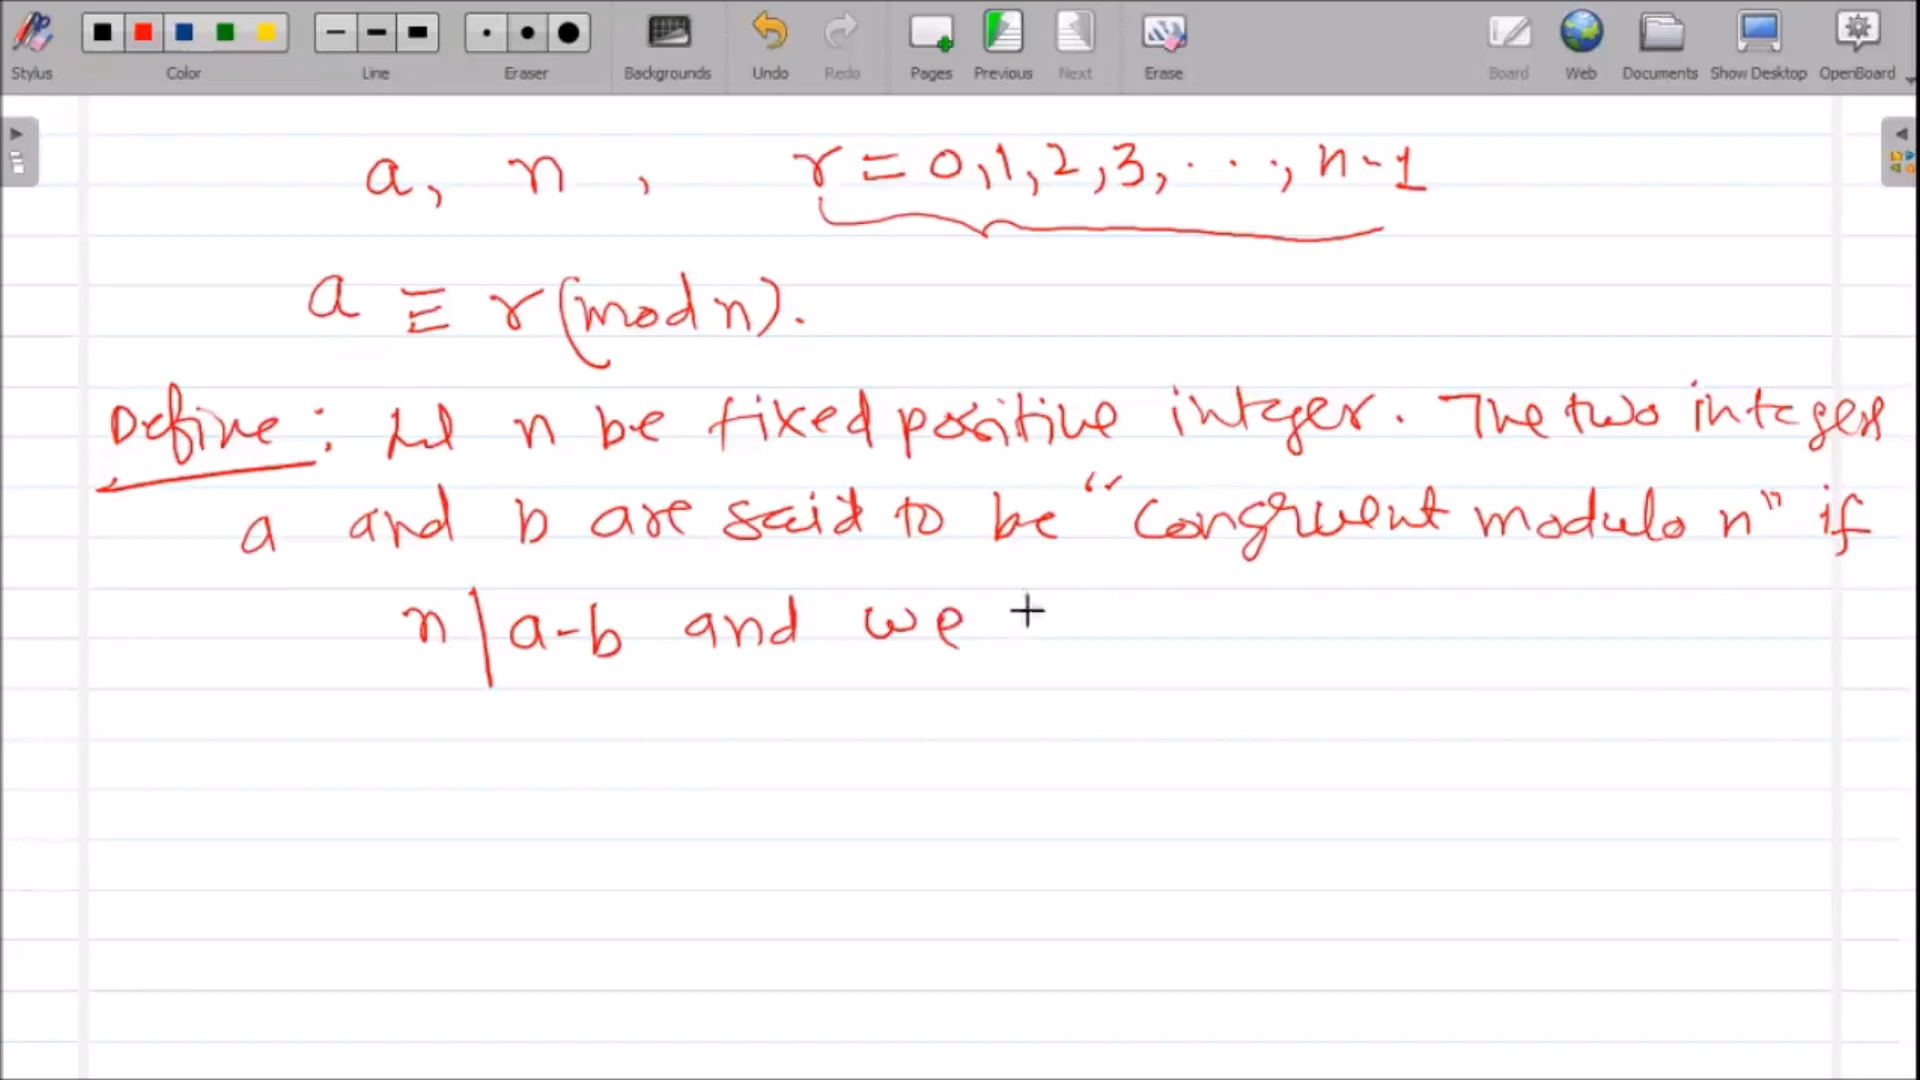 Stylus Color Line Eraser Backgrounds Undo Redo Pages Previous Next Erase Board Web Documents Show Desktop OpenBoard
a, n , r = 0,1,2,3, ..., n-1
a ≡ r (mod n).
Define: Let n be fixed positive integer. The two integers
a and b are said to be "congruent modulo n" if
n | a-b and we